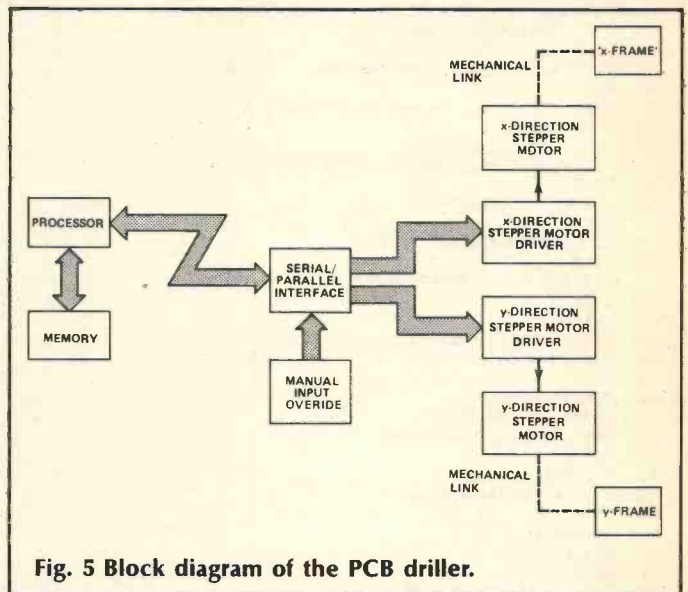 'x-FRAME'
MECHANICAL
LINK
x-DIRECTION
STEPPER
MOTOR
PROCESSOR
x-DIRECTION
STEPPER MOTOR
DRIVER
SERIAL/
PARALLEL
INTERFACE
MEMORY
y-DIRECTION
STEPPER MOTOR
DRIVER
MANUAL
INPUT
OVERIDE
y-DIRECTION
STEPPER
MOTOR
MECHANICAL
LINK
y-FRAME
Fig. 5 Block diagram of the PCB driller.